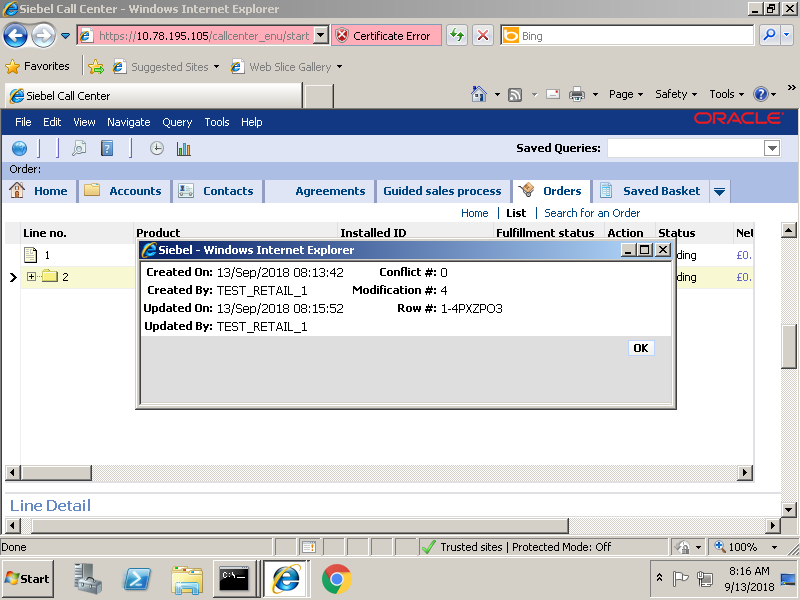 Siebel Call Center - Windows Internet Explorer
https://10.78.195.105/callcenter_enu/start
Certificate Error
Bing
Favorites
Suggested Sites
Web Slice Gallery
Siebel Call Center
Page
Safety
Tools
»
File Edit View Navigate Query Tools Help
ORACLE
Saved Queries:
Order:
Home Accounts Contacts Agreements Guided sales process Orders Saved Basket
Home | List | Search for an Order
Line no. Product Installed ID Fulfillment status Action Status Net
1 ding £0.
2 ding £0.
Siebel - Windows Internet Explorer
Created On: 13/Sep/2018 08:13:42 Conflict #: 0
Created By: TEST_RETAIL_1 Modification #: 4
Updated On: 13/Sep/2018 08:15:52 Row #: 1-4PXZPO3
Updated By: TEST_RETAIL_1
OK
Line Detail
Done
Trusted sites | Protected Mode: Off
100%
Start
C:\.
8:16 AM
9/13/2018